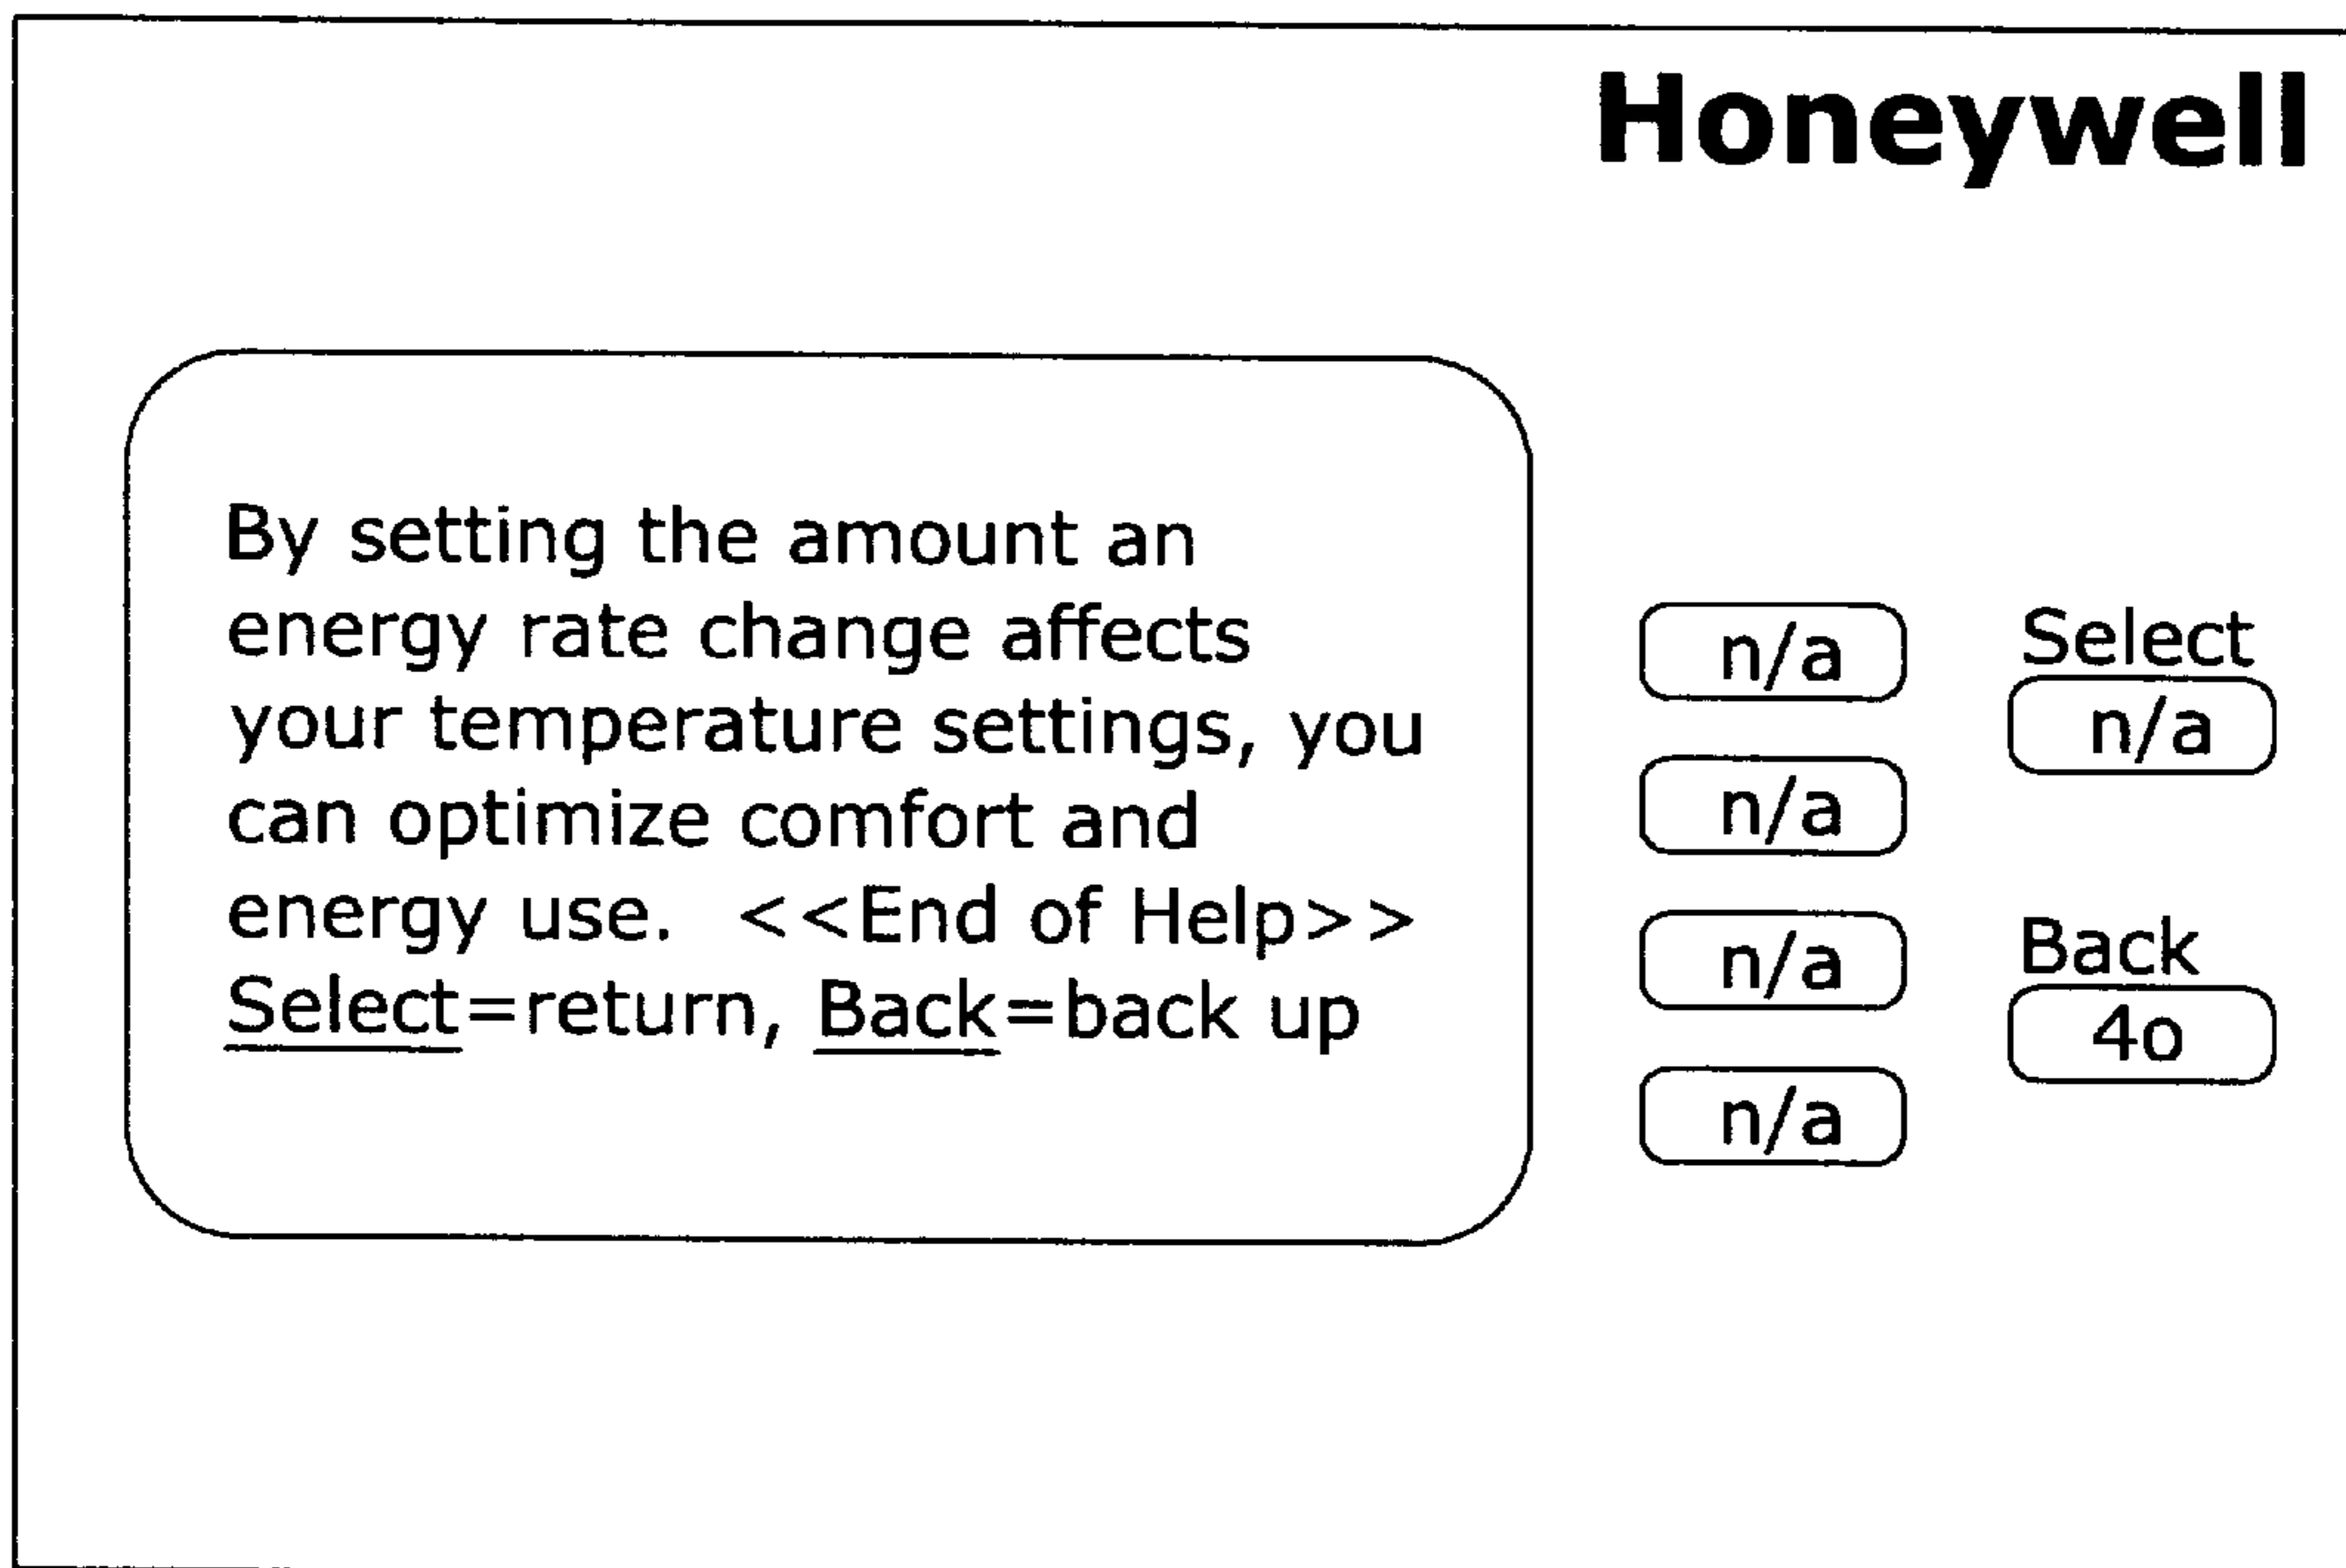 Honeywell
By setting the amount an
energy rate change affects
your temperature settings, you
can optimize comfort and
energy use. <<End of Help>>
Select=return, Back=back up
n/a
n/a
n/a
n/a
Select
n/a
Back
4o